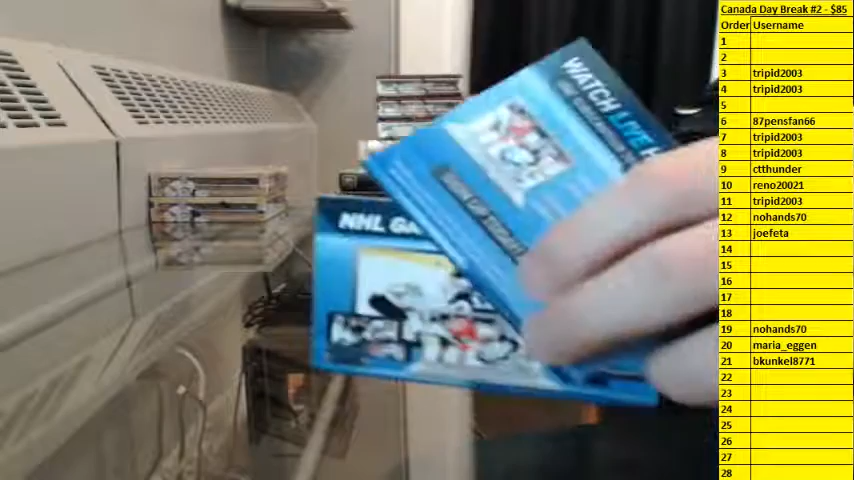 Canada Day Break #2 - $85
Order Username
1
2
3 tripid2003
4 tripid2003
5
6 87pensfan66
7 tripid2003
8 tripid2003
9 ctthunder
10 reno20021
11 tripid2003
12 nohands70
13 joefeta
14
15
16
17
18
19 nohands70
20 maria_eggen
21 bkunkel8771
22
23
24
25
26
27
28
WATCH LIVE
NHL GA